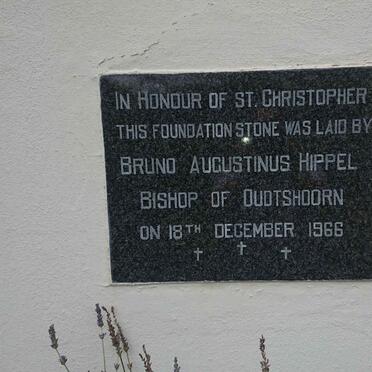 IN HONOUR OF ST. CHRISTOPHER
THIS FOUNDATION STONE WAS LAID BY
BRUNO AUGUSTINUS HIPPEL
BISHOP OF OUDTSHOORN
ON 18TH DECEMBER 1966